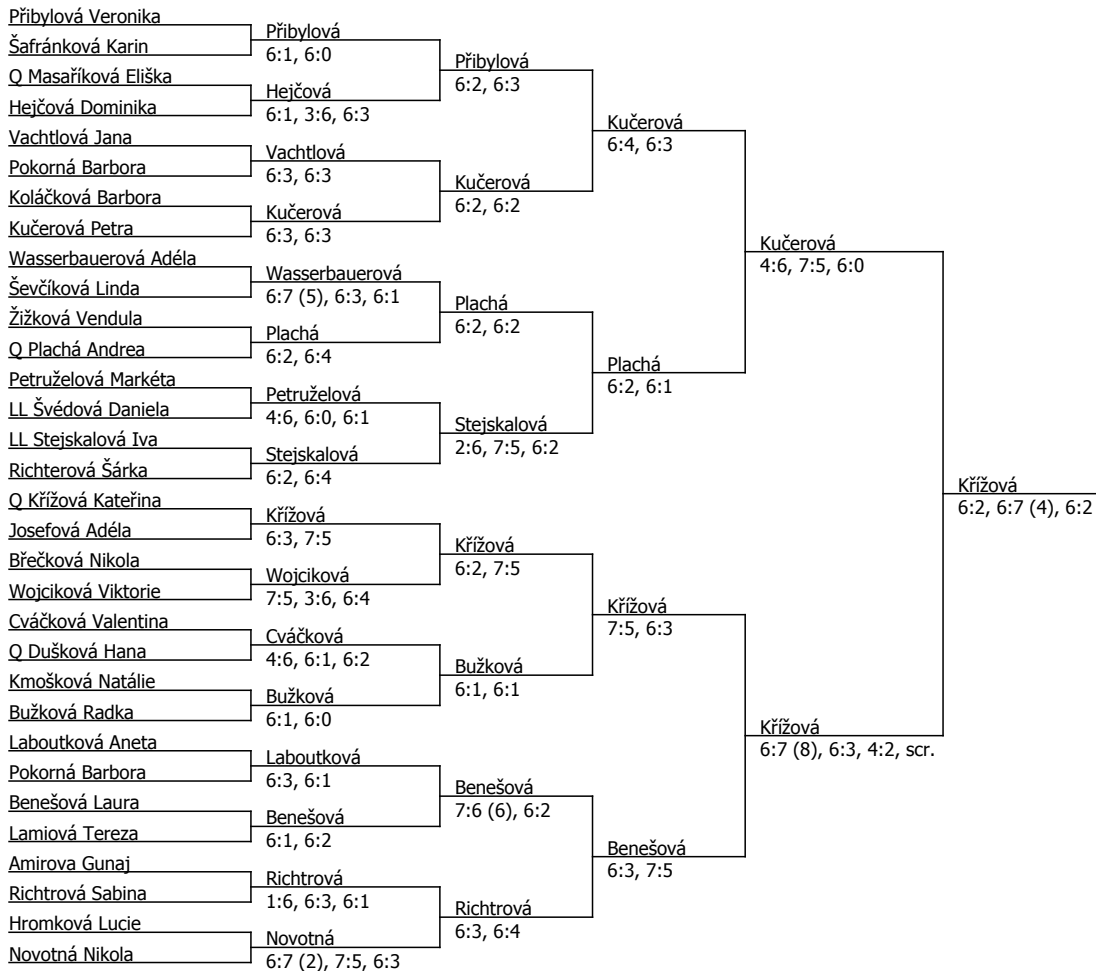 Přibylová Veronika
Šafránková Karin
Q Masaříková Eliška
Hejčová Dominika
Vachtlová Jana
Pokorná Barbora
Koláčková Barbora
Kučerová Petra
Wasserbauerová Adéla
Ševčíková Linda
Žižková Vendula
Q Plachá Andrea
Petruželová Markéta
LL Švédová Daniela
LL Stejskalová Iva
Richterová Šárka
Q Křížová Kateřina
Josefová Adéla
Břečková Nikola
Wojciková Viktorie
Cváčková Valentina
Q Dušková Hana
Kmošková Natálie
Bužková Radka
Laboutková Aneta
Pokorná Barbora
Benešová Laura
Lamiová Tereza
Amirova Gunaj
Richtrová Sabina
Hromková Lucie
Novotná Nikola
Přibylová
6:1, 6:0
Hejčová
6:1, 3:6, 6:3
Vachtlová
6:3, 6:3
Kučerová
6:3, 6:3
Wasserbauerová
6:7 (5), 6:3, 6:1
Plachá
6:2, 6:4
Petruželová
4:6, 6:0, 6:1
Stejskalová
6:2, 6:4
Křížová
6:3, 7:5
Wojciková
7:5, 3:6, 6:4
Cváčková
4:6, 6:1, 6:2
Bužková
6:1, 6:0
Laboutková
6:3, 6:1
Benešová
6:1, 6:2
Richtrová
1:6, 6:3, 6:1
Novotná
6:7 (2), 7:5, 6:3
Přibylová
6:2, 6:3
Kučerová
6:2, 6:2
Plachá
6:2, 6:2
Stejskalová
2:6, 7:5, 6:2
Křížová
6:2, 7:5
Bužková
6:1, 6:1
Benešová
7:6 (6), 6:2
Richtrová
6:3, 6:4
Kučerová
6:4, 6:3
Plachá
6:2, 6:1
Křížová
7:5, 6:3
Benešová
6:3, 7:5
Kučerová
4:6, 7:5, 6:0
Křížová
6:7 (8), 6:3, 4:2, scr.
Křížová
6:2, 6:7 (4), 6:2